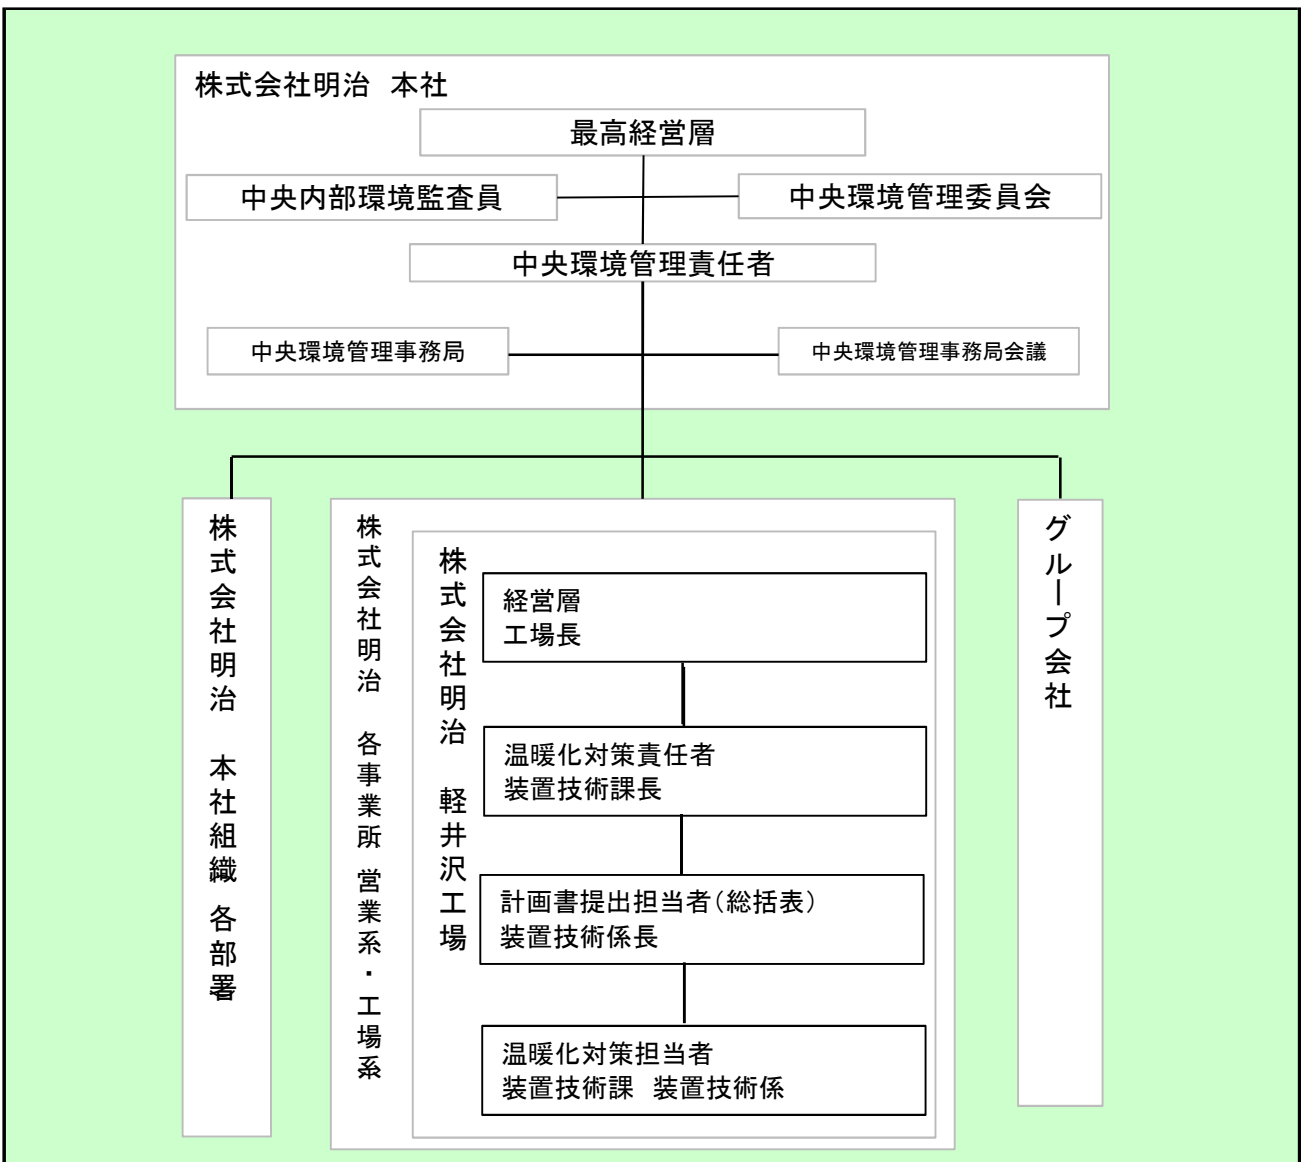 株式会社明治　本社
最高経営層
中央内部環境監査員
中央環境管理委員会
中央環境管理責任者
中央環境管理事務局
中央環境管理事務局会議
株式会社明治　本社組織 各部署
株式会社明治　各事業所 営業系・工場系
株式会社明治　軽井沢工場
経営層
工場長
温暖化対策責任者
装置技術課長
計画書提出担当者（総括表）
装置技術係長
温暖化対策担当者
装置技術課　装置技術係
グループ会社